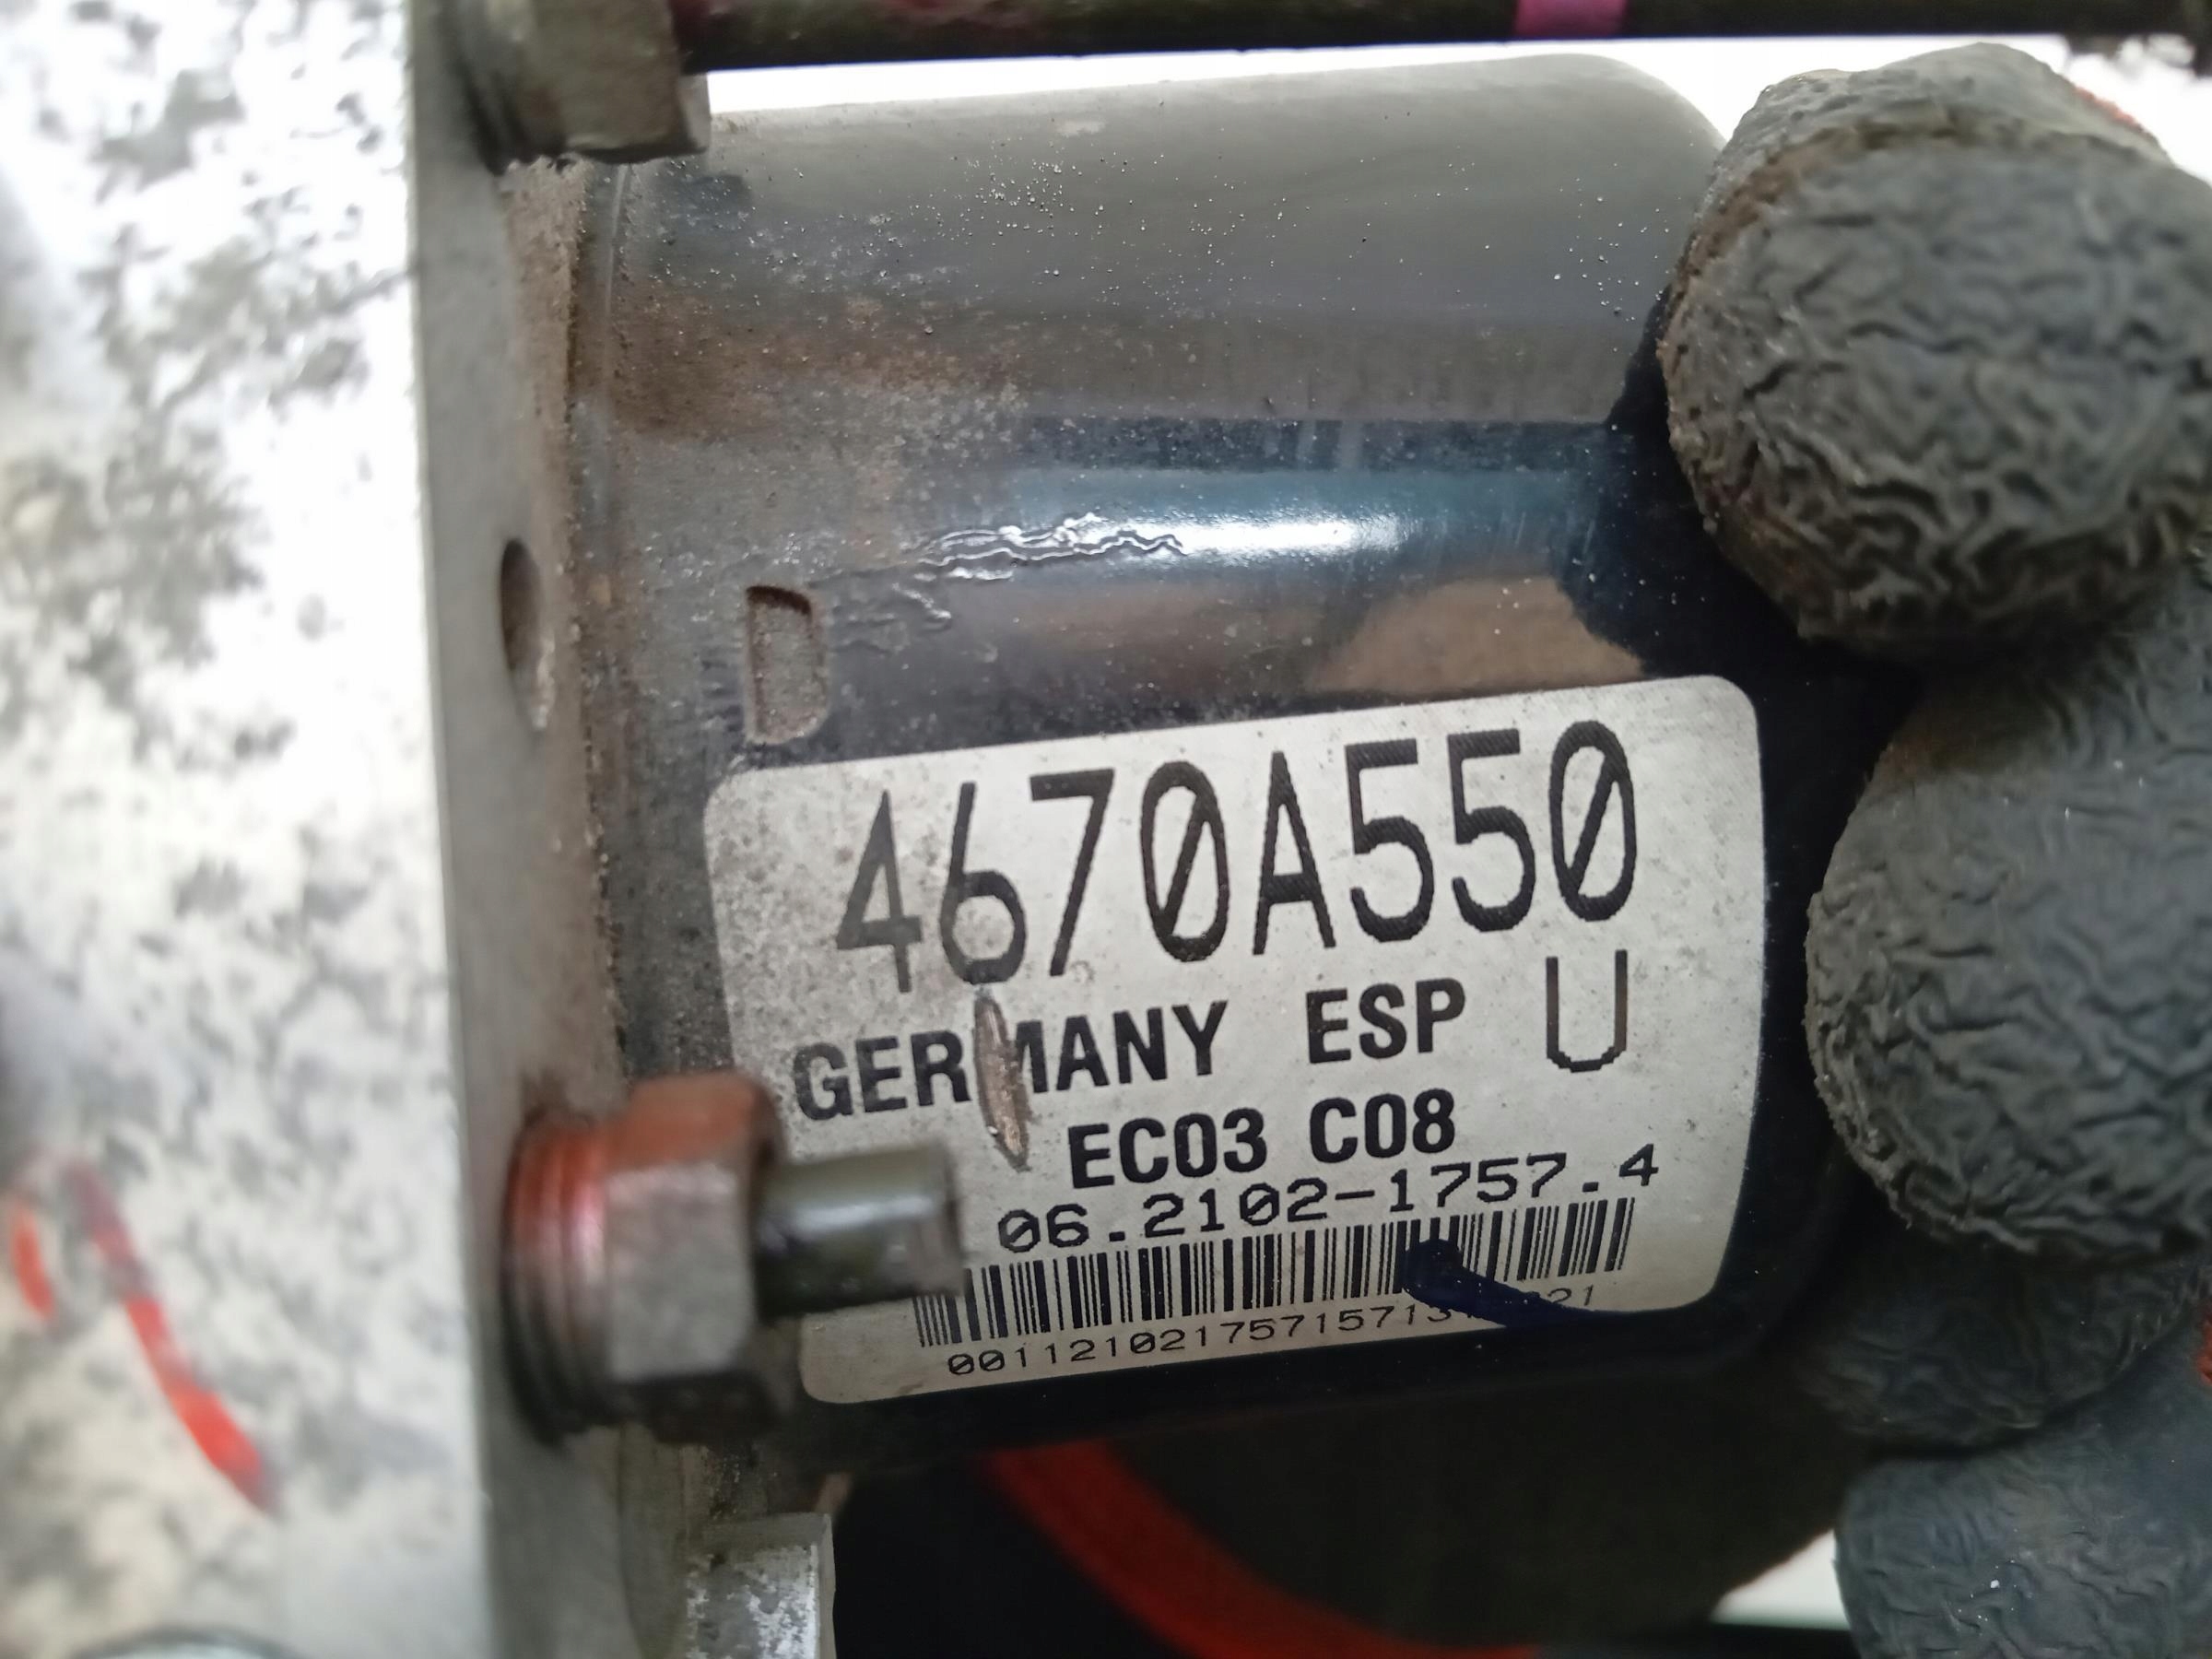 D
4670A550
GERMANY ESP U
EC03 C08
06.2102-1757.4